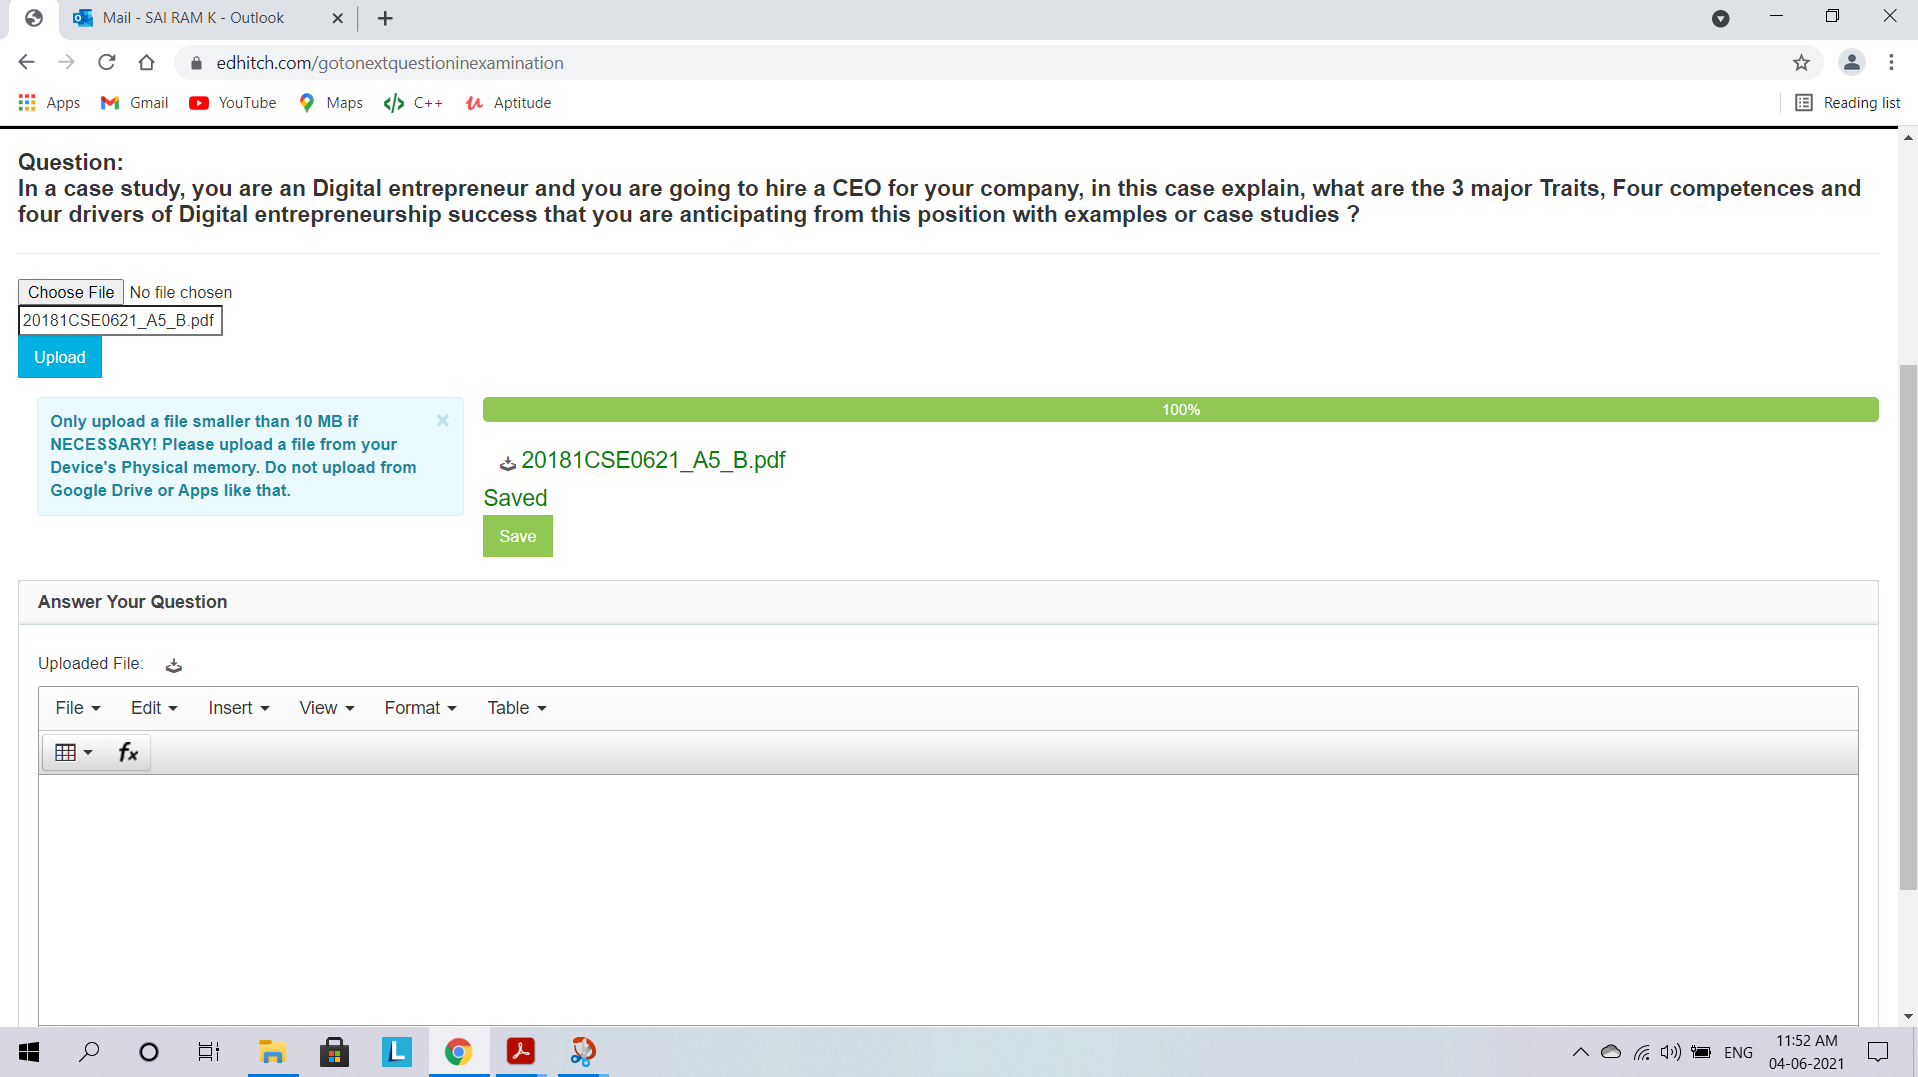 Mail - SAI RAM K - Outlook
edhitch.com/gotonextquestioninexamination
Apps Gmail YouTube Maps C++ Aptitude Reading list
Question:
In a case study, you are an Digital entrepreneur and you are going to hire a CEO for your company, in this case explain, what are the 3 major Traits, Four competences and
four drivers of Digital entrepreneurship success that you are anticipating from this position with examples or case studies ?
Choose File No file chosen
20181CSE0621_A5_B.pdf
Upload
Only upload a file smaller than 10 MB if
NECESSARY! Please upload a file from your
Device's Physical memory. Do not upload from
Google Drive or Apps like that.
×
100%
20181CSE0621_A5_B.pdf
Saved
Save
Answer Your Question
Uploaded File:
File Edit Insert View Format Table
fx
L
ENG
11:52 AM
04-06-2021